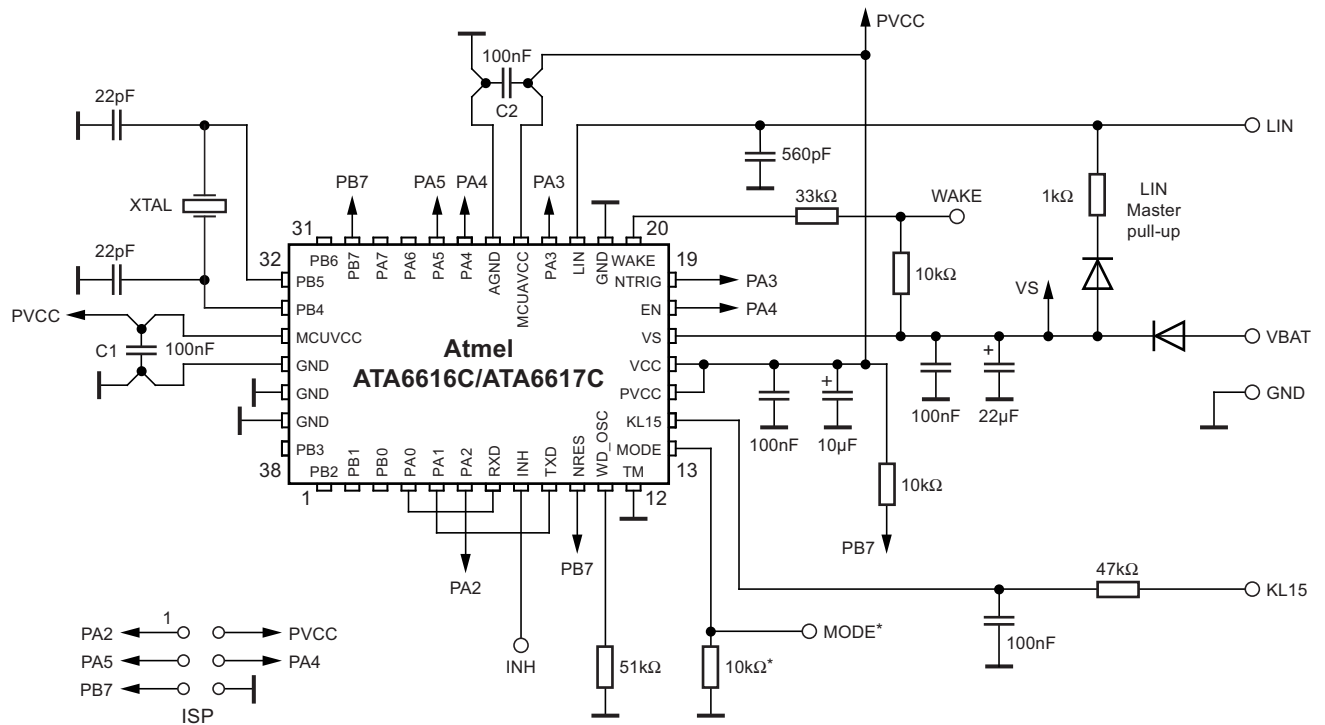 PVCC
100nF
C2
22pF
LIN
560pF
PB7
PA5
PA4
PA3
33kΩ
WAKE
1kΩ
LIN
Master
pull-up
XTAL
31
20
22pF
32
PB6
PB7
PA7
PA6
PA5
PA4
AGND
MCUAVCC
PA3
LIN
GND
WAKE
19
PB5
NTRIG
PA3
10kΩ
VS
PB4
EN
PA4
PVCC
MCUVCC
VS
VBAT
C1
100nF
Atmel
ATA6616C/ATA6617C
GND
VCC
+
+
GND
PVCC
100nF
22µF
GND
GND
KL15
100nF
10µF
PB3
MODE
38
PB2
PB1
PB0
PA0
PA1
PA2
RXD
INH
TXD
NRES
WD_OSC
TM
13
1
12
10kΩ
PB7
PA2
PB7
47kΩ
KL15
1
PA2
PVCC
MODE*
100nF
PA5
PA4
INH
51kΩ
10kΩ*
PB7
ISP